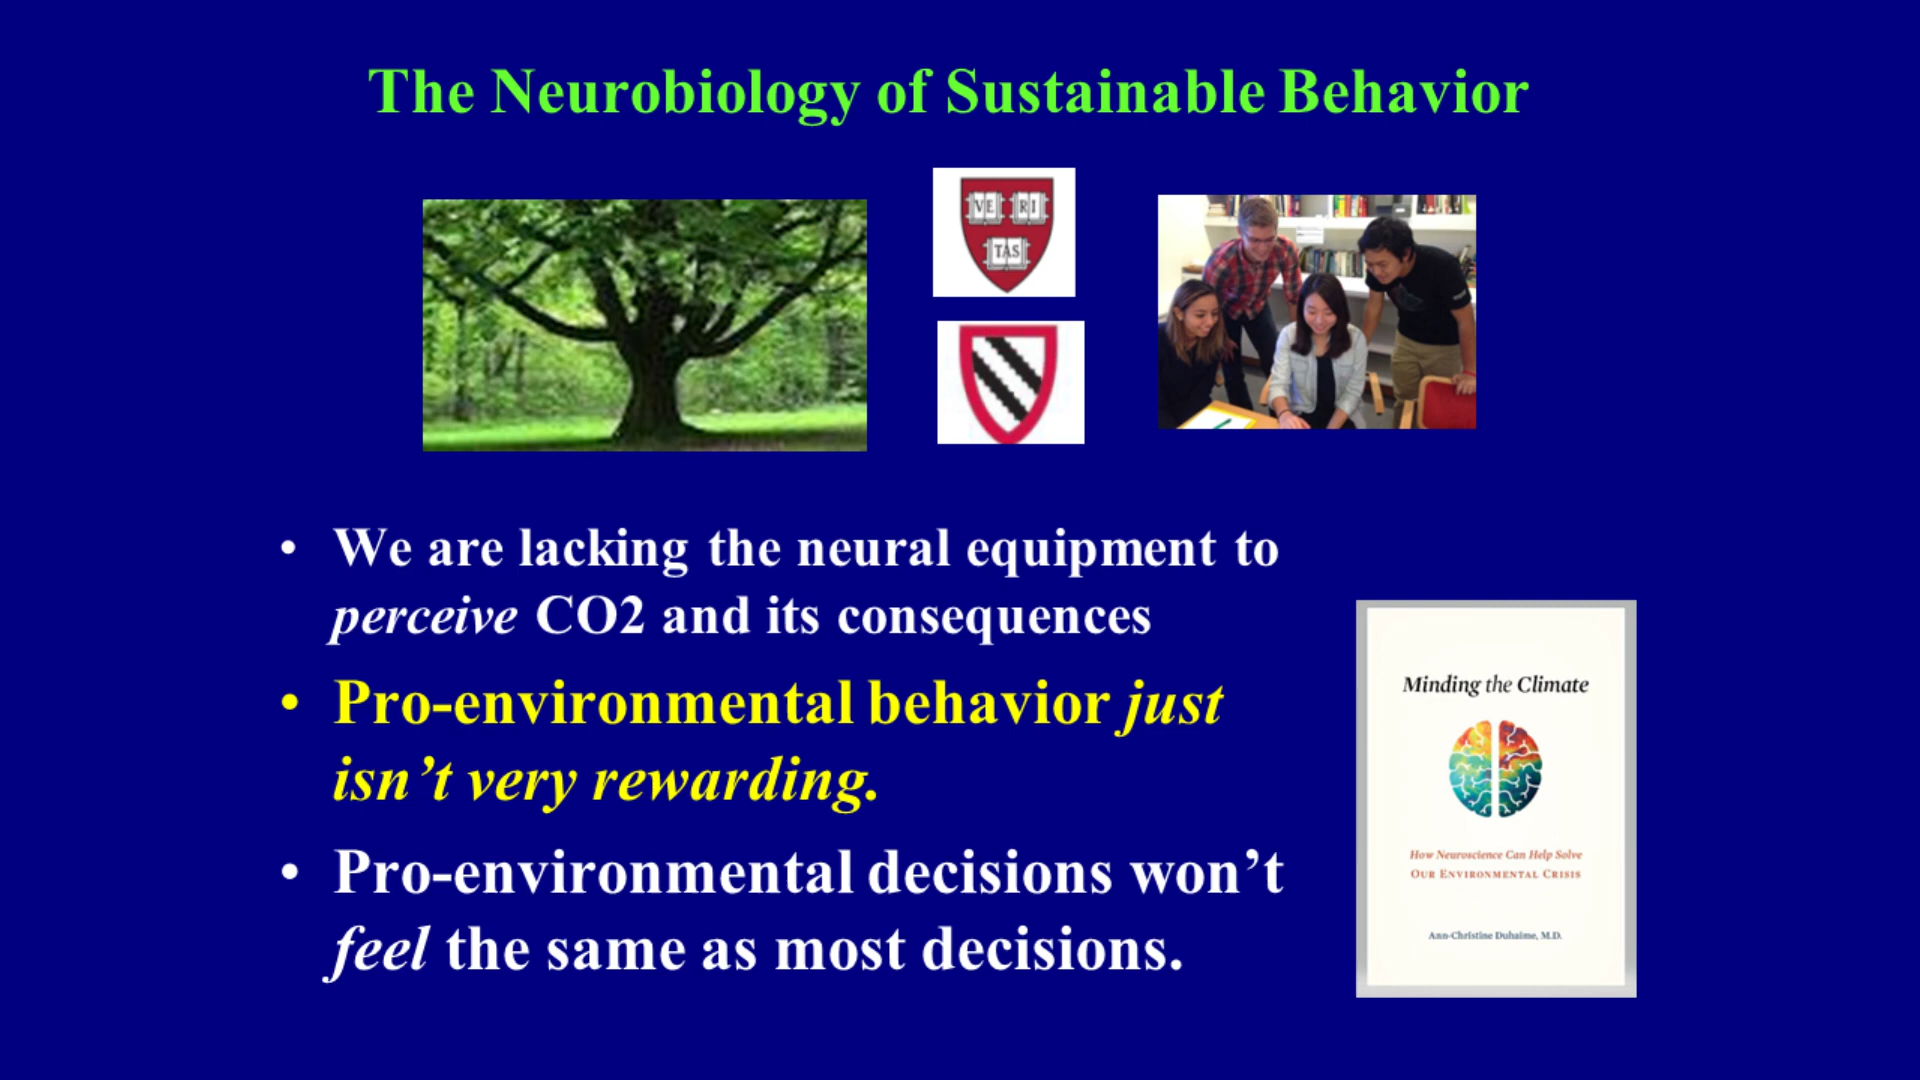 The Neurobiology of Sustainable Behavior
VE RI
TAS
• We are lacking the neural equipment to
perceive CO2 and its consequences
• Pro-environmental behavior just
isn’t very rewarding.
• Pro-environmental decisions won’t
feel the same as most decisions.
Minding the Climate
How Neuroscience Can Help Solve
Our Environmental Crisis
Ann-Christine Duhaime, M.D.